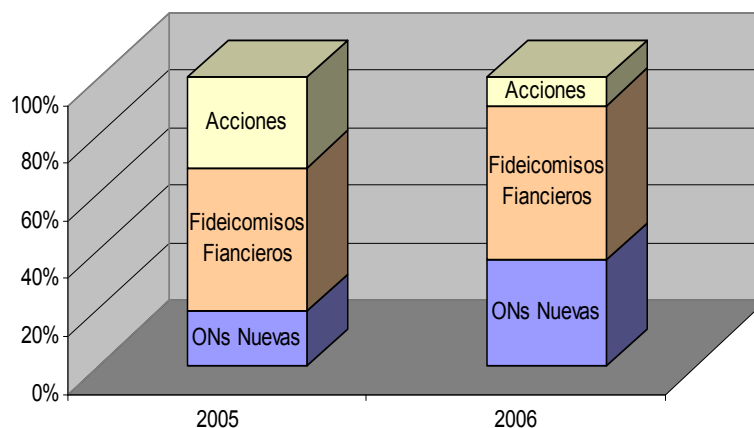 100%
80%
60%
40%
20%
0%
Acciones
Fideicomisos
Fiancieros
ONs Nuevas
Acciones
Fideicomisos
Fiancieros
ONs Nuevas
2005
2006